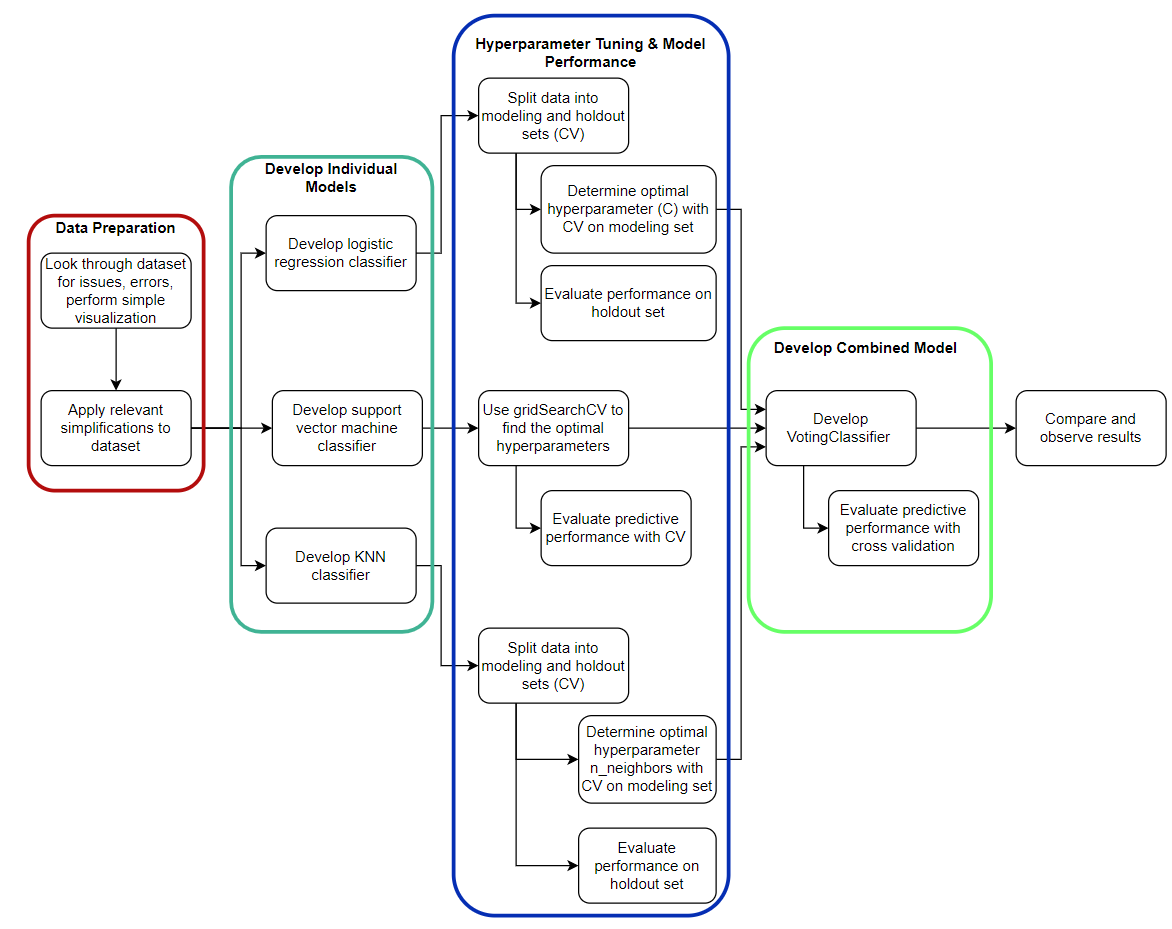 Data Preparation
Look through dataset
for issues, errors,
perform simple
visualization
Apply relevant
simplifications to
dataset
Develop Individual
Models
Develop logistic
regression classifier
Develop support
vector machine
classifier
Develop KNN
classifier
Hyperparameter Tuning & Model
Performance
Split data into
modeling and holdout
sets (CV)
Determine optimal
hyperparameter (C) with
CV on modeling set
Evaluate performance on
holdout set
Use gridSearchCV to
find the optimal
hyperparameters
Evaluate predictive
performance with CV
Split data into
modeling and holdout
sets (CV)
Determine optimal
hyperparameter
n_neighbors with
CV on modeling set
Evaluate
performance on
holdout set
Develop Combined Model
Develop
VotingClassifier
Evaluate predictive
performance with
cross validation
Compare and
observe results